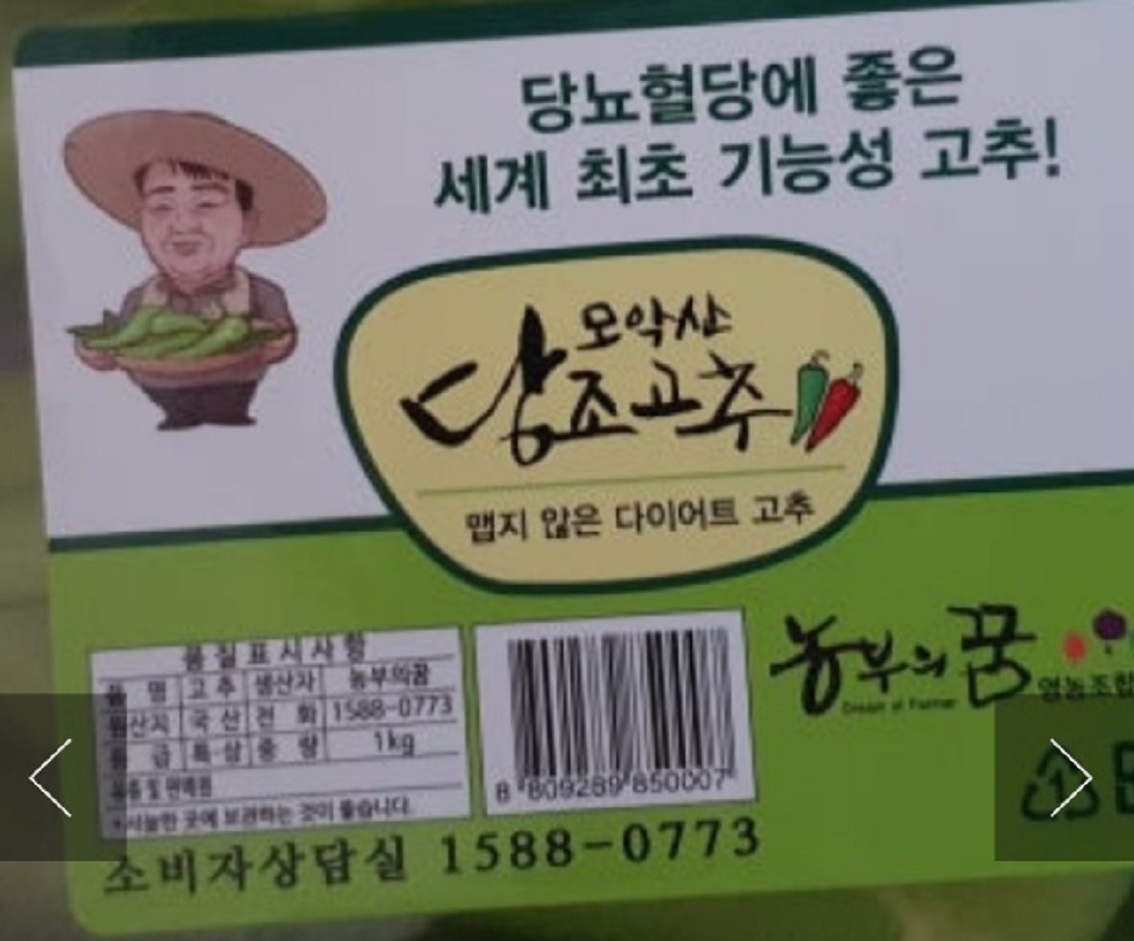 당뇨혈당에 좋은
세계 최초 기능성 고추!
모악산
당조고추
맵지 않은 다이어트 고추
품질표시사항
품 명 고추 생산자 농부의꿈
원산지 국산 전 화 1588-0773
등 급 특상 중 량 1kg
*서늘한 곳에 보관하는 것이 좋습니다.
8 809289 850007
농부의 꿈
Dream of Farmer
영농조합
1
소비자상담실 1588-0773